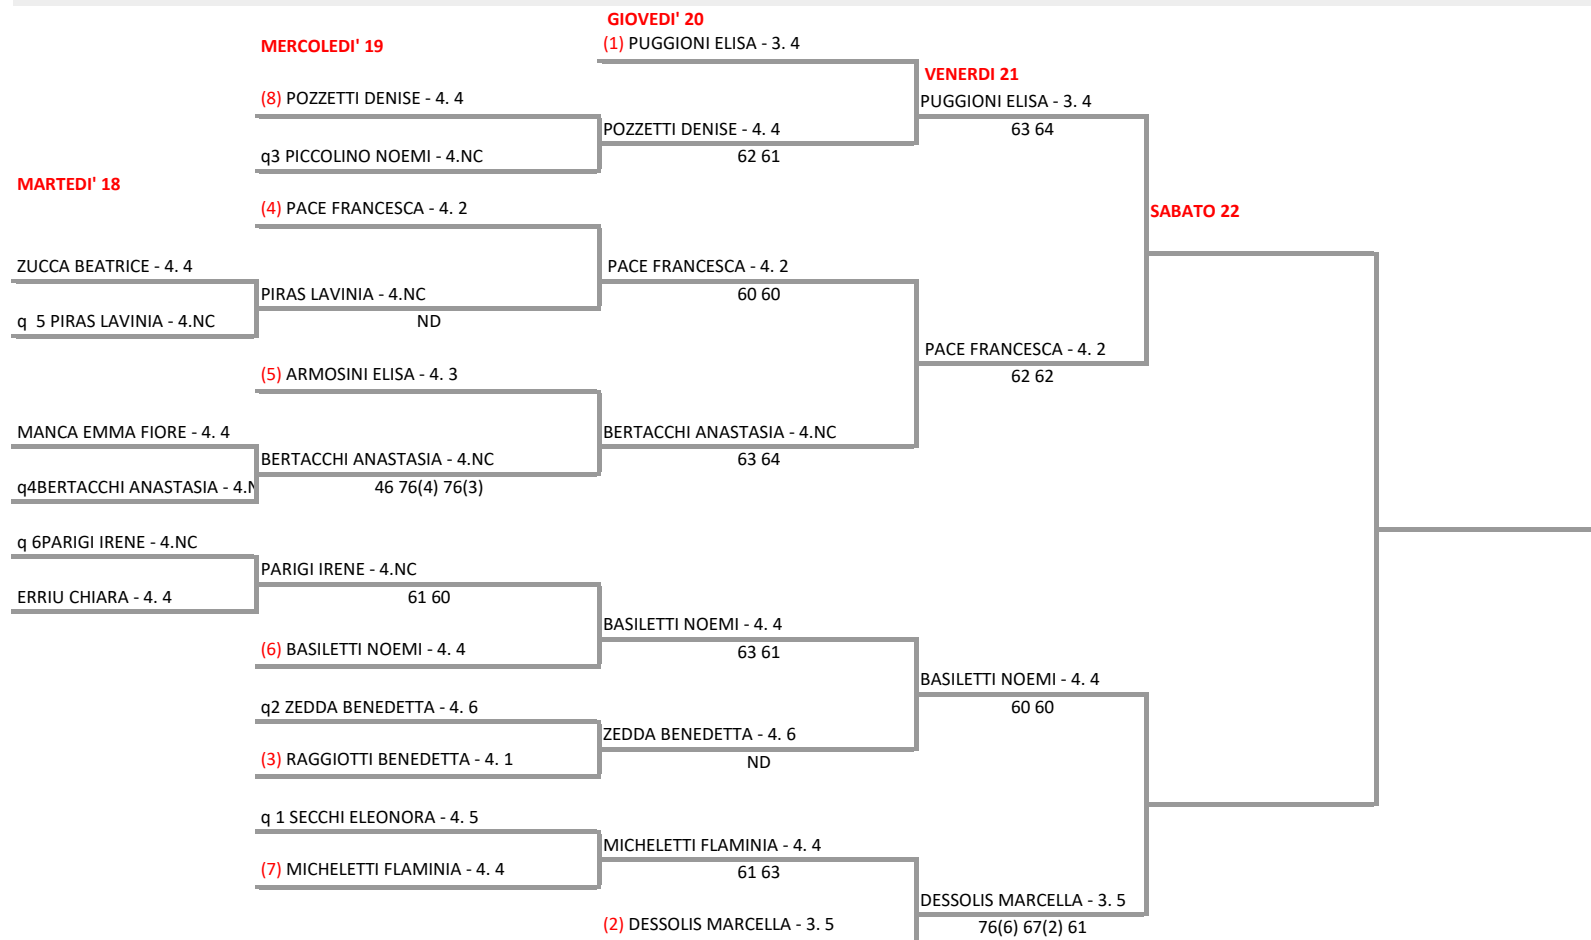 GIOVEDI' 20
MERCOLEDI' 19
(1) PUGGIONI ELISA - 3. 4
VENERDI 21
(8) POZZETTI DENISE - 4. 4
PUGGIONI ELISA - 3. 4
POZZETTI DENISE - 4. 4
63 64
q3 PICCOLINO NOEMI - 4.NC
62 61
MARTEDI' 18
(4) PACE FRANCESCA - 4. 2
SABATO 22
ZUCCA BEATRICE - 4. 4
PACE FRANCESCA - 4. 2
PIRAS LAVINIA - 4.NC
60 60
q 5 PIRAS LAVINIA - 4.NC
ND
PACE FRANCESCA - 4. 2
(5) ARMOSINI ELISA - 4. 3
62 62
MANCA EMMA FIORE - 4. 4
BERTACCHI ANASTASIA - 4.NC
BERTACCHI ANASTASIA - 4.NC
63 64
q4BERTACCHI ANASTASIA - 4.N
46 76(4) 76(3)
q 6PARIGI IRENE - 4.NC
PARIGI IRENE - 4.NC
ERRIU CHIARA - 4. 4
61 60
BASILETTI NOEMI - 4. 4
(6) BASILETTI NOEMI - 4. 4
63 61
BASILETTI NOEMI - 4. 4
q2 ZEDDA BENEDETTA - 4. 6
60 60
ZEDDA BENEDETTA - 4. 6
(3) RAGGIOTTI BENEDETTA - 4. 1
ND
q 1 SECCHI ELEONORA - 4. 5
MICHELETTI FLAMINIA - 4. 4
(7) MICHELETTI FLAMINIA - 4. 4
61 63
DESSOLIS MARCELLA - 3. 5
(2) DESSOLIS MARCELLA - 3. 5
76(6) 67(2) 61